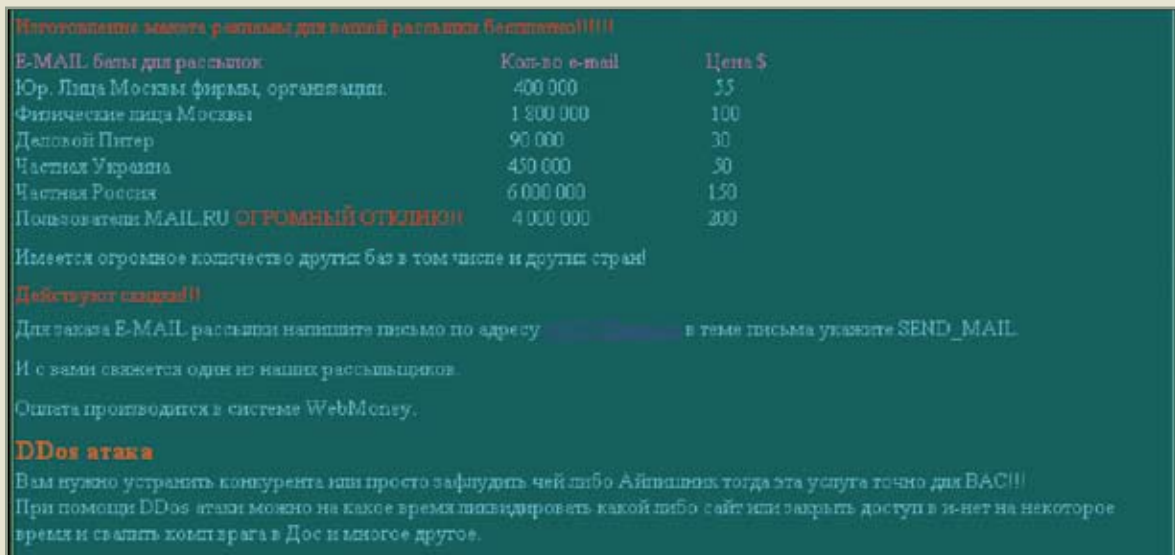 Изготовление макета рекламы для вашей рассылки бесплатно!!!!!!
E-MAIL базы для рассылок Кол-во e-mail Цена $
Юр. Лица Москвы фирмы, организации. 400 000 55
Физические лица Москвы 1 800 000 100
Деловой Питер 90 000 30
Частная Украина 450 000 50
Частная Россия 6 000 000 150
Пользователи MAIL.RU ОГРОМНЫЙ ОТКЛИК!!! 4 000 000 200
Имеется огромное количество других баз в том числе и других стран!
Действуют скидки!!!
Для заказа E-MAIL рассылки напишите письмо по адресу в теме письма укажите SEND_MAIL.
И с вами свяжется один из наших рассыльщиков.
Оплата производится в системе WebMoney.
DDos атака
Вам нужно устранить конкурента или просто зафлудить чей либо Айпишник тогда эта услуга точно для ВАС!!!
При помощи DDos атаки можно на какое время ликвидировать какой либо сайт или закрыть доступ в и-нет на некоторое
время и свалить комп врага в Дос и многое другое.